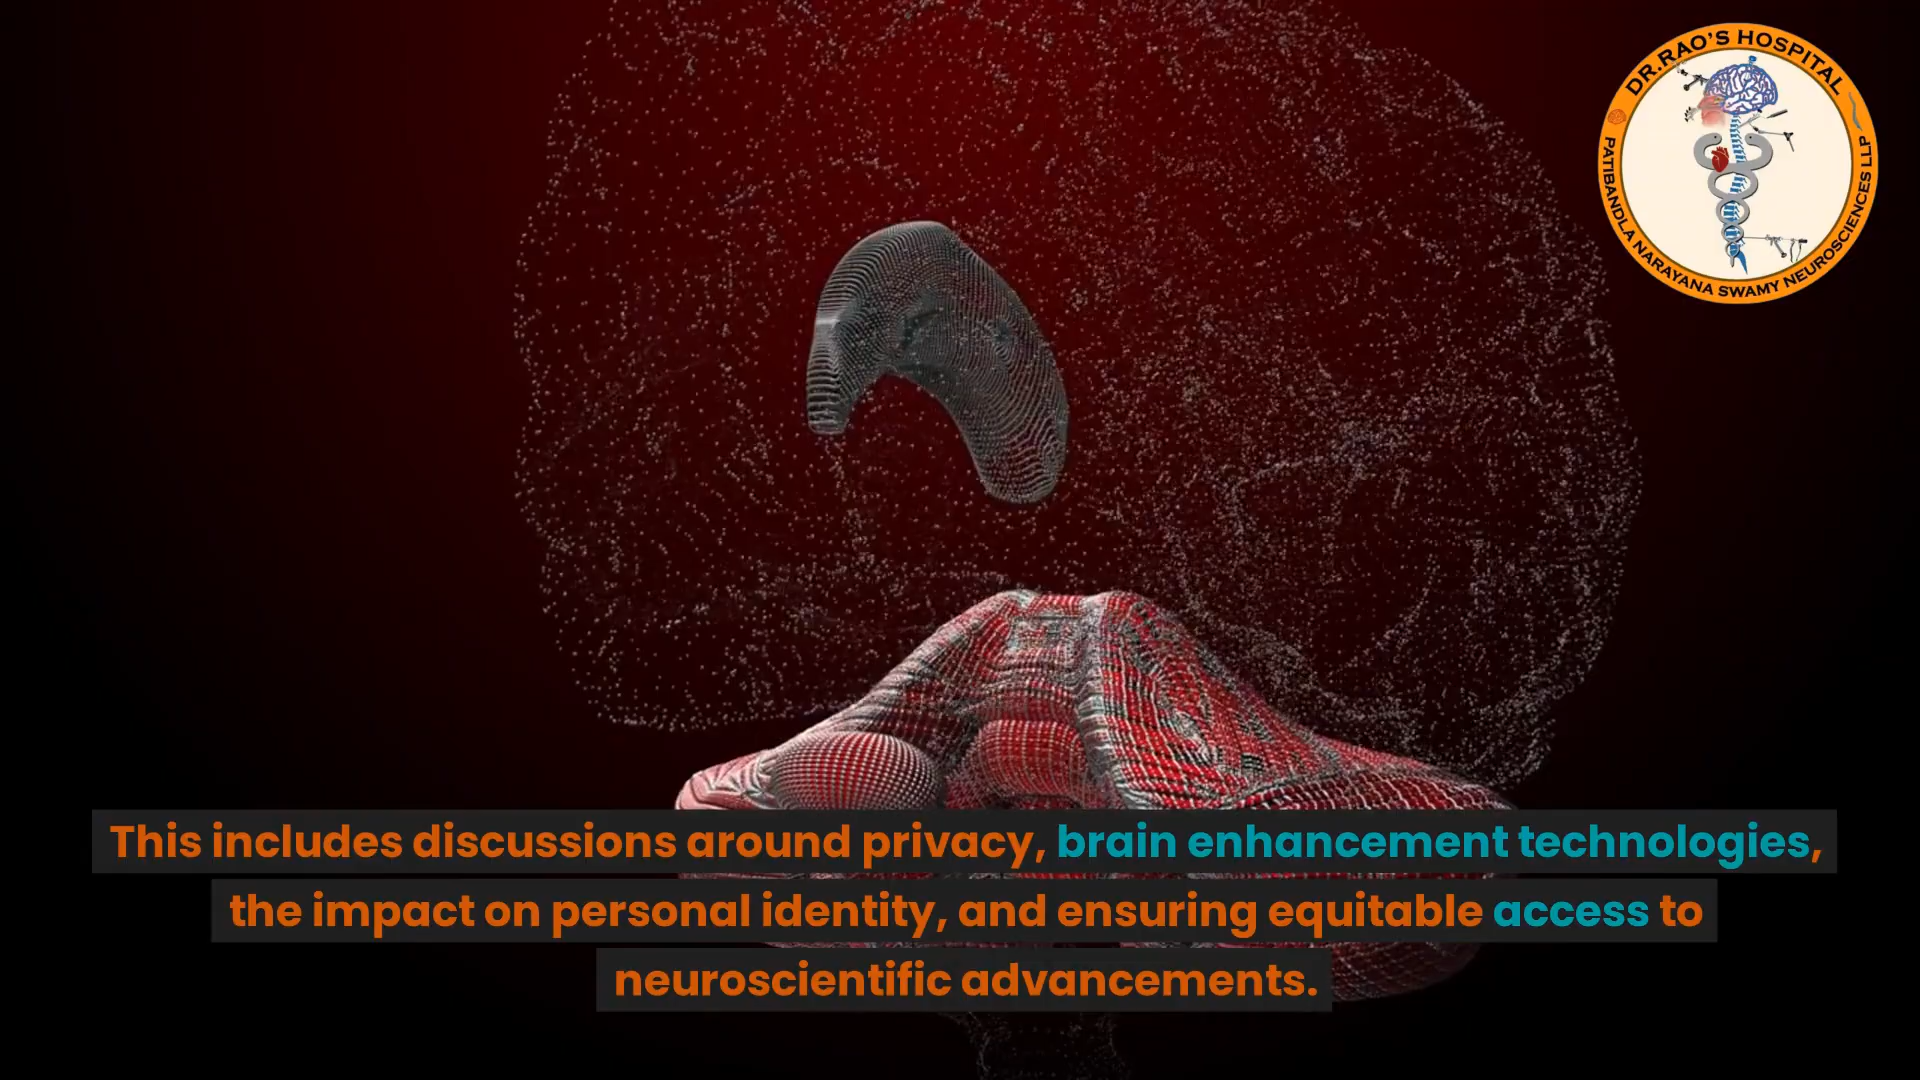 DR.RAO'S HOSPITAL
PATIBANDLA NARAYANA SWAMY NEUROSCIENCES LLP
This includes discussions around privacy, brain enhancement technologies,
the impact on personal identity, and ensuring equitable access to
neuroscientific advancements.